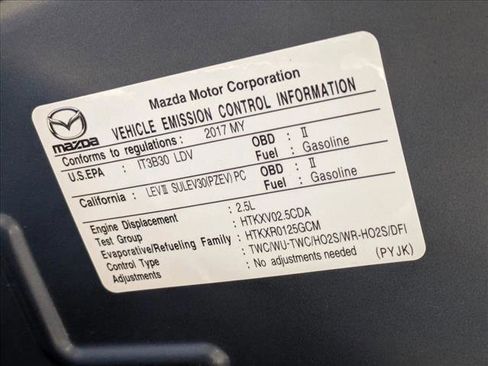 Mazda Motor Corporation
mazda
VEHICLE EMISSION CONTROL INFORMATION
Conforms to regulations : 2017 MY
U.S.EPA : IT3B30 LDV OBD : II
Fuel : Gasoline
California : LEVIII SULEV30(PZEV) PC OBD : II
Fuel : Gasoline
Engine Displacement : 2.5L
Test Group : HTKXV02.5CDA
Evaporative/Refueling Family : HTKXR0125GCM
Control Type : TWC/WU-TWC/HO2S/WR-HO2S/DFI
Adjustments : No adjustments needed (PYJK)